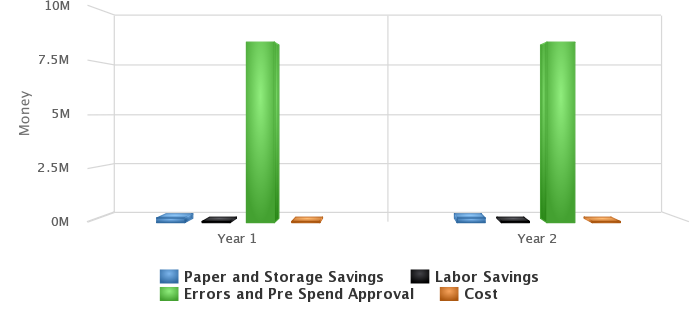 10M
7.5M
5M
2.5M
0M
Money
Year 1 Year 2
Paper and Storage Savings Labor Savings
Errors and Pre Spend Approval Cost